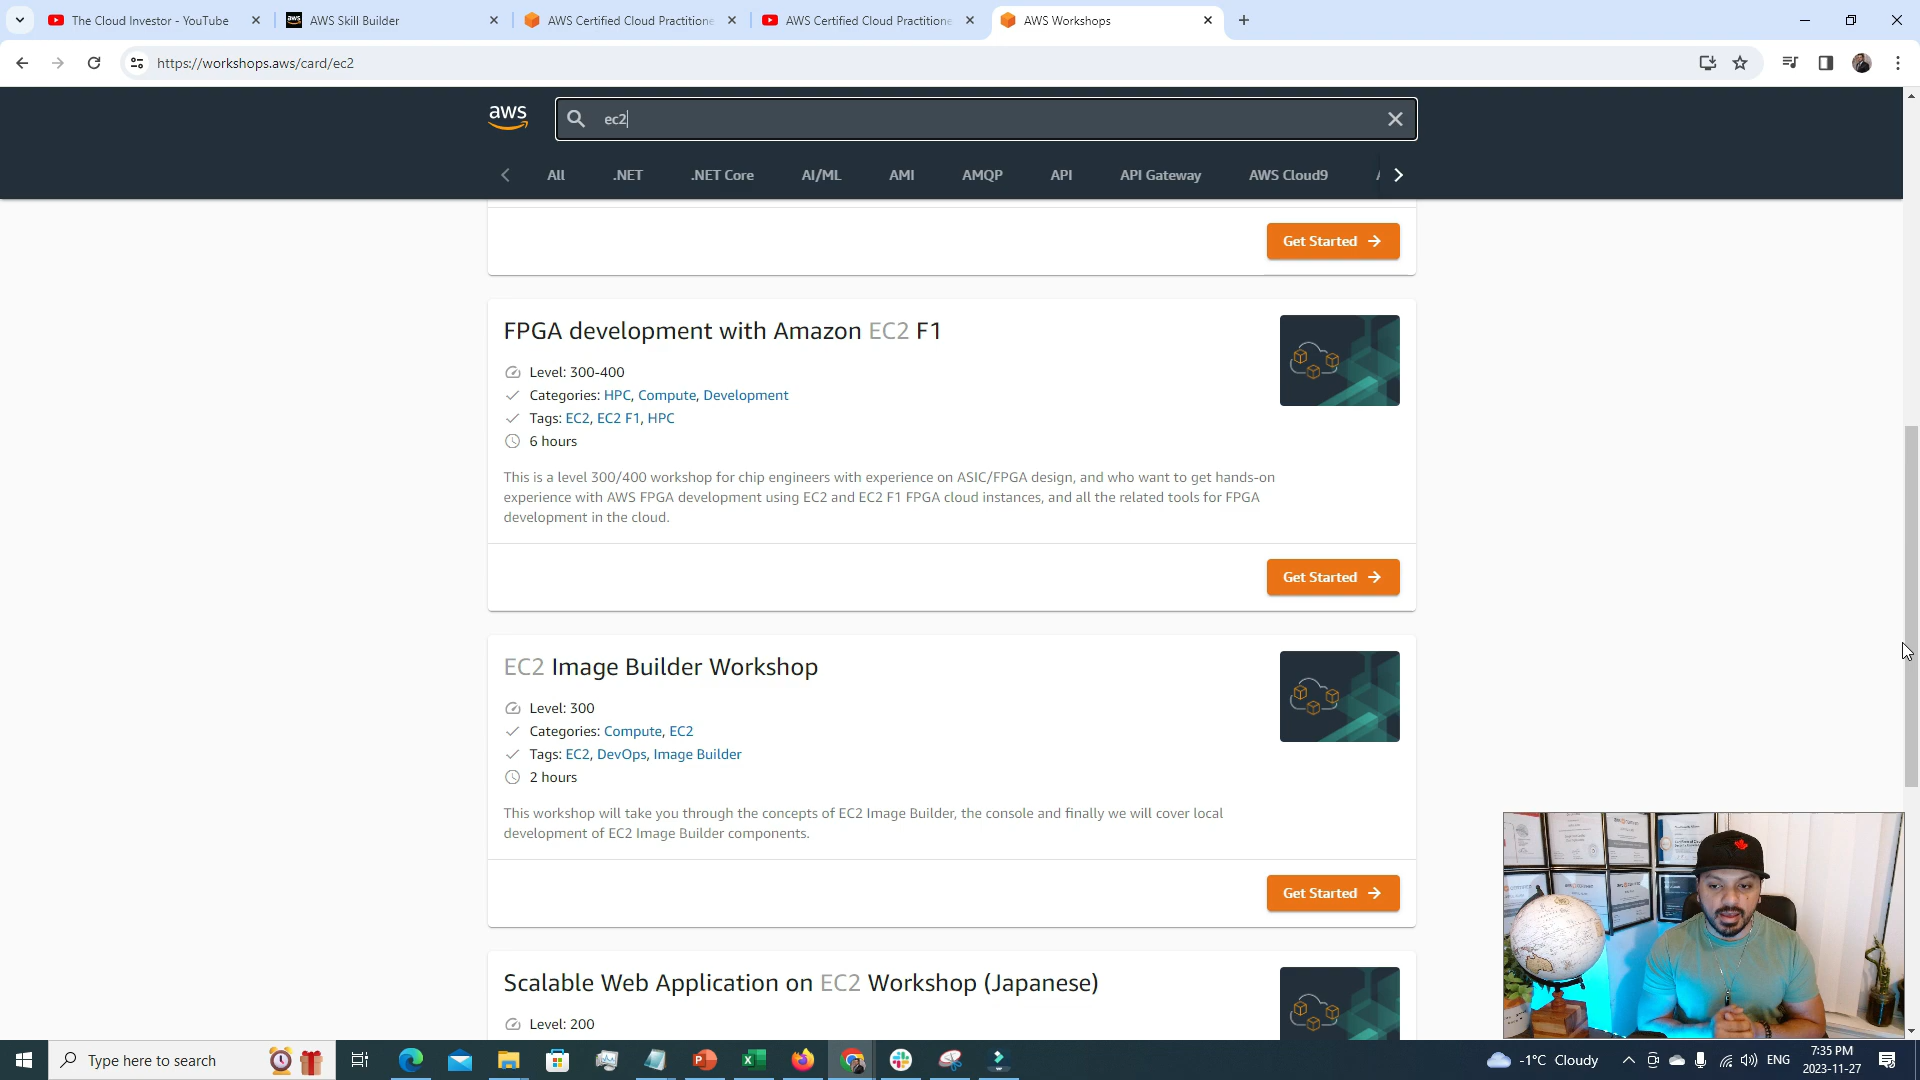 The Cloud Investor - YouTube
AWS Skill Builder
AWS Certified Cloud Practitione
AWS Certified Cloud Practitione
AWS Workshops
https://workshops.aws/card/ec2
aws
ec2
All
.NET
.NET Core
AI/ML
AMI
AMQP
API
API Gateway
AWS Cloud9
Get Started
FPGA development with Amazon EC2 F1
Level: 300-400
Categories: HPC, Compute, Development
Tags: EC2, EC2 F1, HPC
6 hours
This is a level 300/400 workshop for chip engineers with experience on ASIC/FPGA design, and who want to get hands-on
experience with AWS FPGA development using EC2 and EC2 F1 FPGA cloud instances, and all the related tools for FPGA
development in the cloud.
Get Started
EC2 Image Builder Workshop
Level: 300
Categories: Compute, EC2
Tags: EC2, DevOps, Image Builder
2 hours
This workshop will take you through the concepts of EC2 Image Builder, the console and finally we will cover local
development of EC2 Image Builder components.
Get Started
Scalable Web Application on EC2 Workshop (Japanese)
Level: 200
Type here to search
-1°C Cloudy
ENG
7:35 PM
2023-11-27